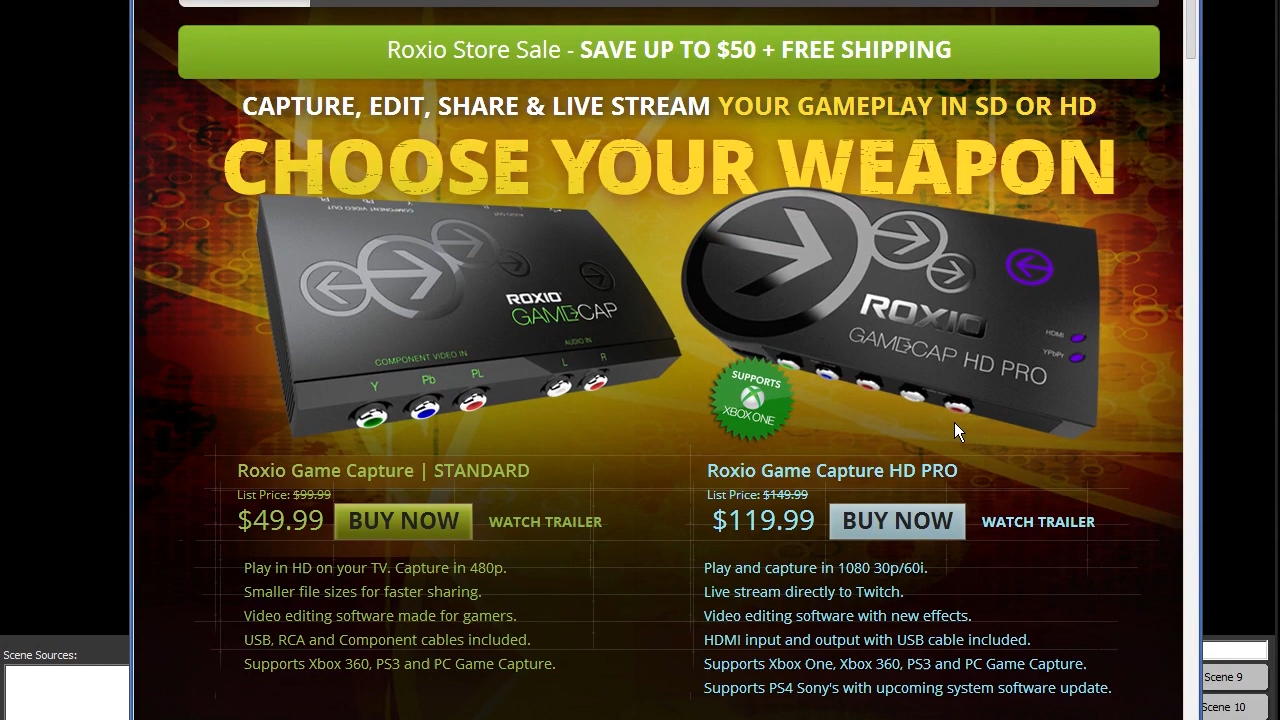 Roxio Store Sale - SAVE UP TO $50 + FREE SHIPPING
CAPTURE, EDIT, SHARE & LIVE STREAM YOUR GAMEPLAY IN SD OR HD
CHOOSE YOUR WEAPON
COMPONENT VIDEO OUT
ROXIO
GAMECAP
COMPONENT VIDEO IN
AUDIO IN
Y Pb PL L R
ROXIO
GAMECAP HD PRO
HDMI
YPbPr
SUPPORTS
XBOX ONE
Roxio Game Capture | STANDARD
List Price: $99.99
$49.99 BUY NOW WATCH TRAILER
Play in HD on your TV. Capture in 480p.
Smaller file sizes for faster sharing.
Video editing software made for gamers.
USB, RCA and Component cables included.
Supports Xbox 360, PS3 and PC Game Capture.
Roxio Game Capture HD PRO
List Price: $149.99
$119.99 BUY NOW WATCH TRAILER
Play and capture in 1080 30p/60i.
Live stream directly to Twitch.
Video editing software with new effects.
HDMI input and output with USB cable included.
Supports Xbox One, Xbox 360, PS3 and PC Game Capture.
Supports PS4 Sony's with upcoming system software update.
Scene Sources:
Scene 9
Scene 10